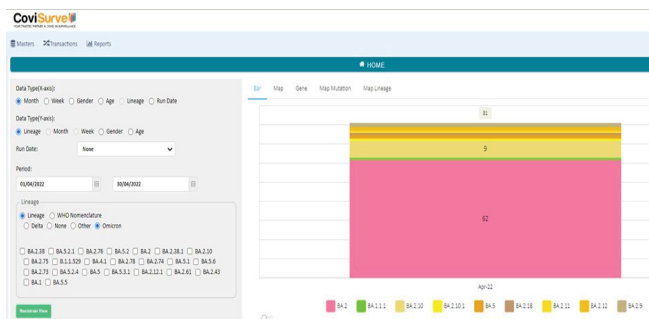 CoviSurve
Masters Transactions Reports
HOME
Data Type(X-axis):
Month Week Gender Age Lineage Run Date
Data Type(Y-axis):
Lineage Month Week Gender Age
Run Date: None
Period:
01/04/2022 30/04/2022
Lineage
Lineage WHO Nomenclature
Delta None Other Omicron
BA.2.38 BA.5.2.1 BA.2.76 BA.5.2 BA.2 BA.2.38.1 BA.2.10
BA.2.75 B.1.1.529 BA.4.1 BA.2.78 BA.2.74 BA.5.1 BA.5.6
BA.2.73 BA.5.2.4 BA.5 BA.5.3.1 BA.2.12.1 BA.2.61 BA.2.43
BA.1 BA.5.5
Bar Map Gene Map Mutation Map Lineage
81
9
62
Apr-22
BA.2 BA.1.1.1 BA.2.10 BA.2.10.1 BA.5 BA.2.18 BA.2.11 BA.2.12 BA.2.9